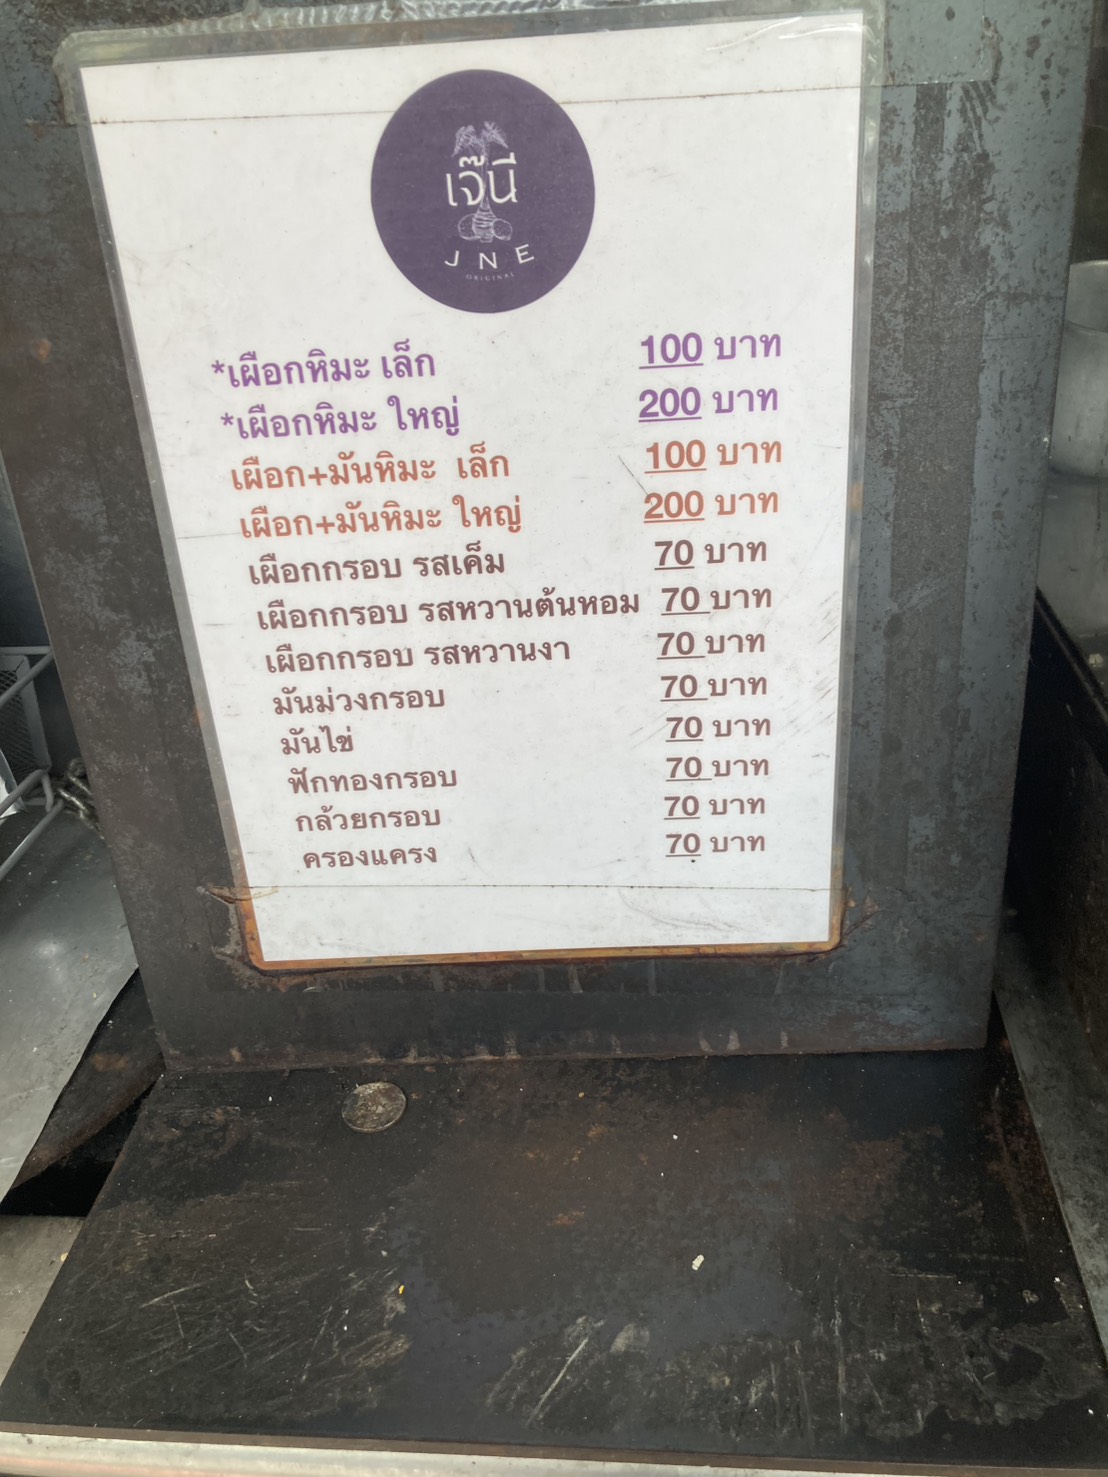 เจ๊นี
JNE
ORIGINAL
*เผือกหิมะ เล็ก 100 บาท
*เผือกหิมะ ใหญ่ 200 บาท
เผือก+มันหิมะ เล็ก 100 บาท
เผือก+มันหิมะ ใหญ่ 200 บาท
เผือกกรอบ รสเค็ม 70 บาท
เผือกกรอบ รสหวานต้นหอม 70 บาท
เผือกกรอบ รสหวานงา 70 บาท
มันม่วงกรอบ 70 บาท
มันไข่ 70 บาท
ฟักทองกรอบ 70 บาท
กล้วยกรอบ 70 บาท
ครองแครง 70 บาท